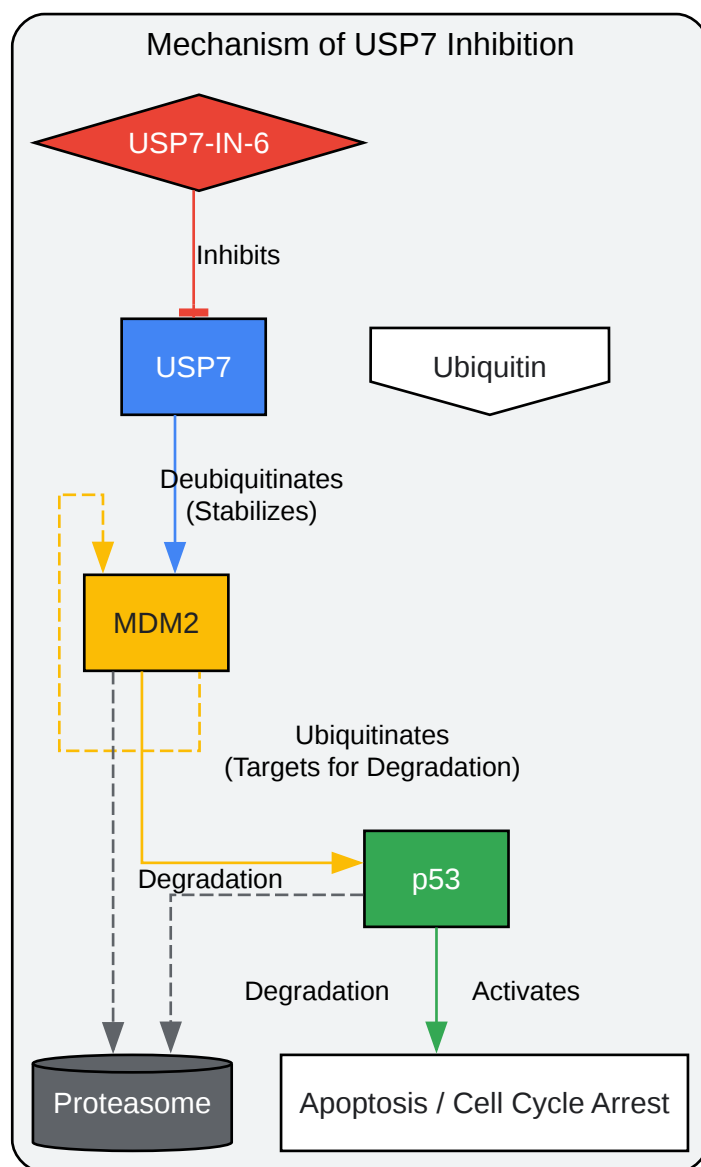 Mechanism of USP7 Inhibition
USP7-IN-6
Inhibits
USP7
Ubiquitin
Deubiquitinates
(Stabilizes)
MDM2
Ubiquitinates
(Targets for Degradation)
Degradation
p53
Degradation
Activates
Proteasome
Apoptosis / Cell Cycle Arrest